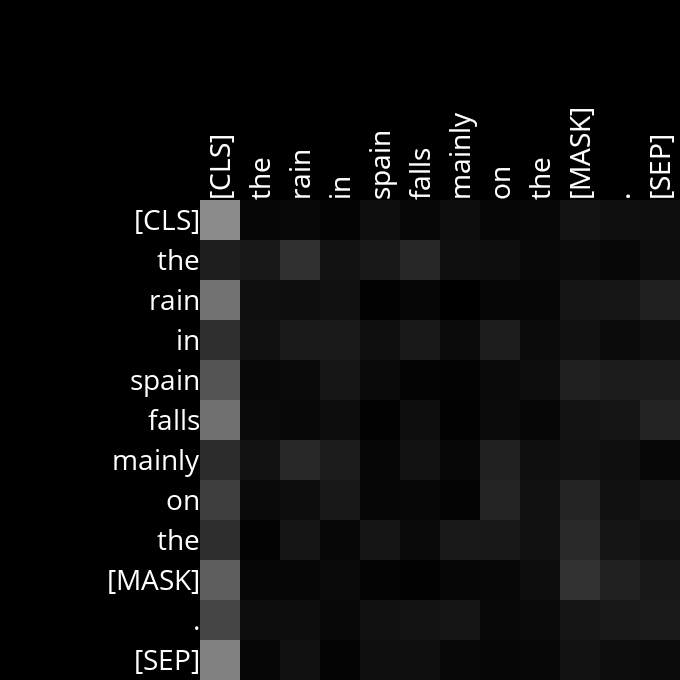 [CLS] the rain in spain falls mainly on the [MASK] . [SEP]
[CLS]
the
rain
in
spain
falls
mainly
on
the
[MASK]
.
[SEP]